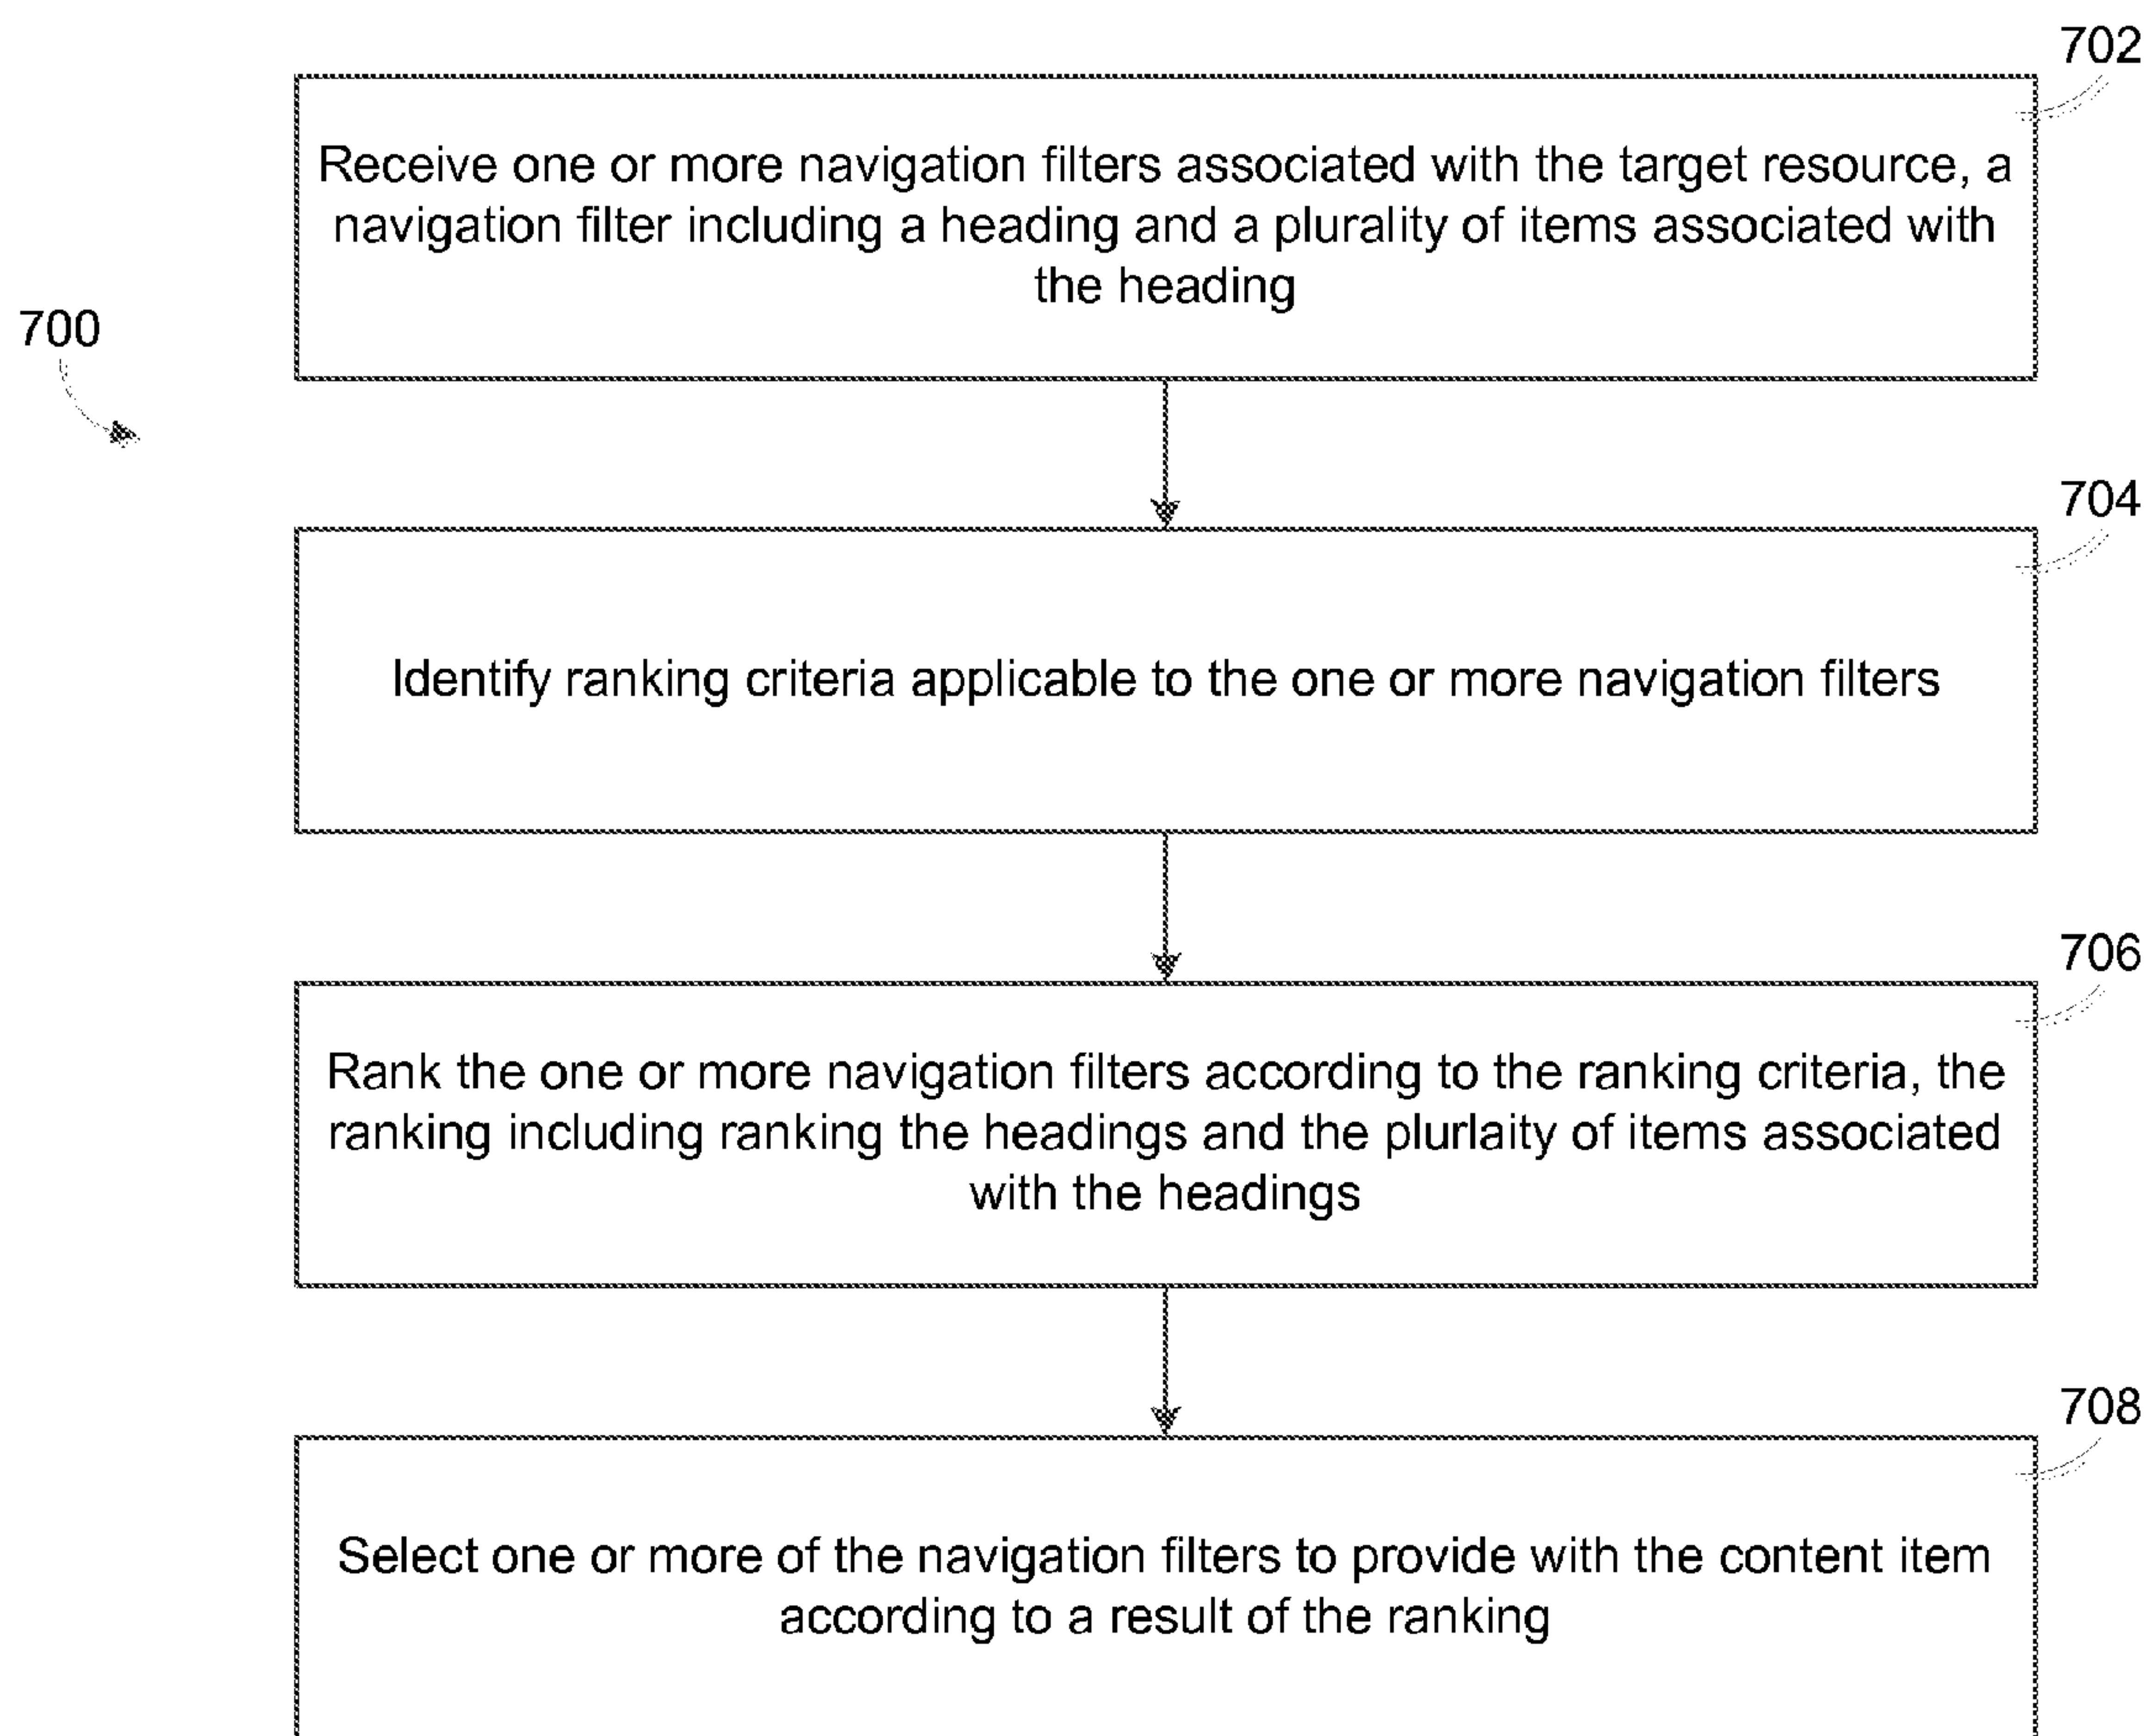 702
Receive one or more navigation filters associated with the target resource, a
navigation filter including a heading and a plurality of items associated with
the heading
700
704
Identify ranking criteria applicable to the one or more navigation filters
706
Rank the one or more navigation filters according to the ranking criteria, the
ranking including ranking the headings and the plurlaity of items associated
with the headings
708
Select one or more of the navigation filters to provide with the content item
according to a result of the ranking